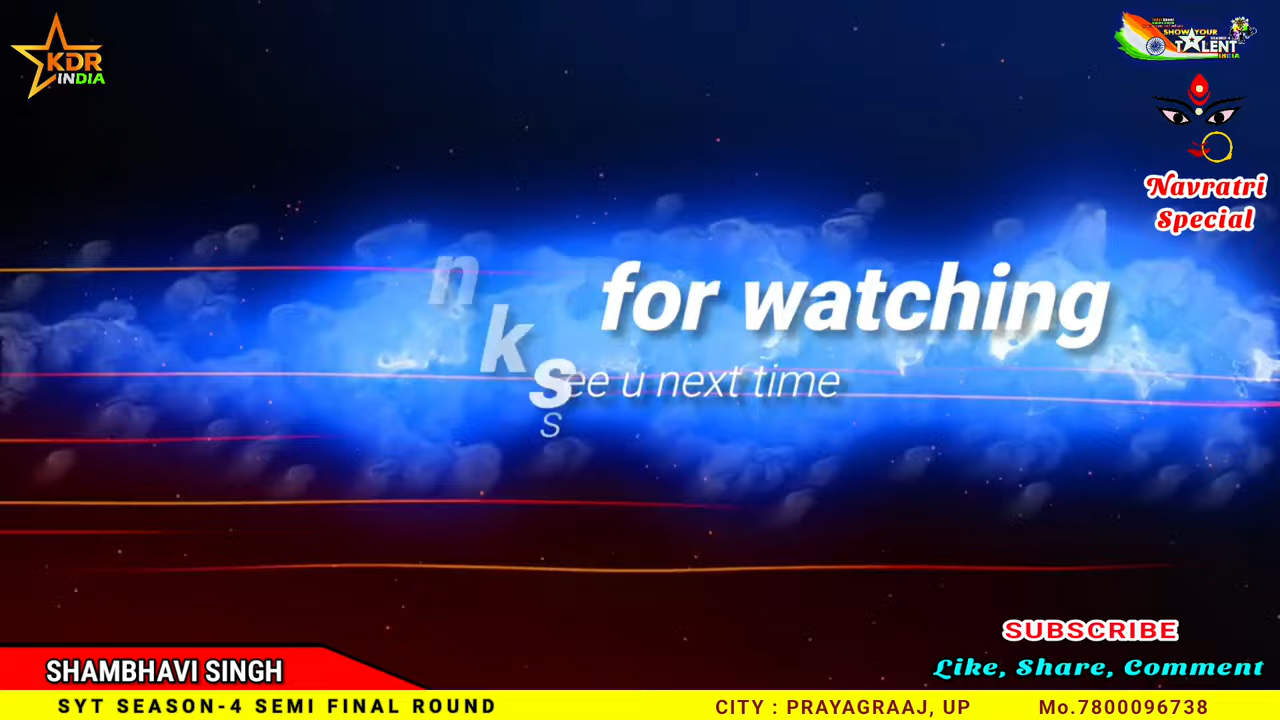 KDR
INDIA
SHOW YOUR
TALENT
INDIA
Navratri
Special
n
k
s
for watching
ee u next time
s
SUBSCRIBE
Like, Share, Comment
SHAMBHAVI SINGH
SYT SEASON-4 SEMI FINAL ROUND
CITY : PRAYAGRAAJ, UP
Mo.7800096738